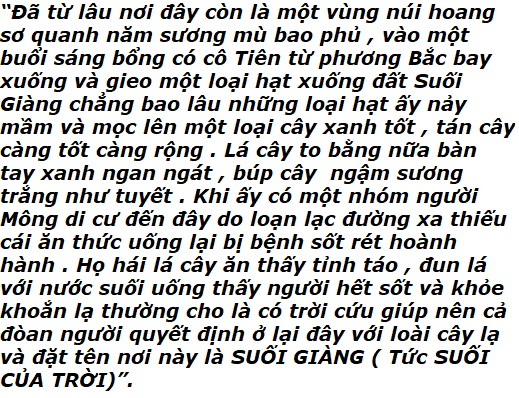 “Đã từ lâu nơi đây còn là một vùng núi hoang
sơ quanh năm sương mù bao phủ , vào một
buổi sáng bổng có cô Tiên từ phương Bắc bay
xuống và gieo một loại hạt xuống đất Suối
Giàng chẳng bao lâu những loại hạt ấy nảy
mầm và mọc lên một loại cây xanh tốt , tán cây
càng tốt càng rộng . Lá cây to bằng nữa bàn
tay xanh ngan ngát , búp cây  ngậm sương
trắng như tuyết . Khi ấy có một nhóm người
Mông di cư đến đây do loạn lạc đường xa thiếu
cái ăn thức uống lại bị bệnh sốt rét hoành
hành . Họ hái lá cây ăn thấy tỉnh táo , đun lá
với nước suối uống thấy người hết sốt và khỏe
khoắn lạ thường cho là có trời cứu giúp nên cả
đòan người quyết định ở lại đây với loài cây lạ
và đặt tên nơi này là SUỐI GIÀNG ( Tức SUỐI
CỦA TRỜI)”.